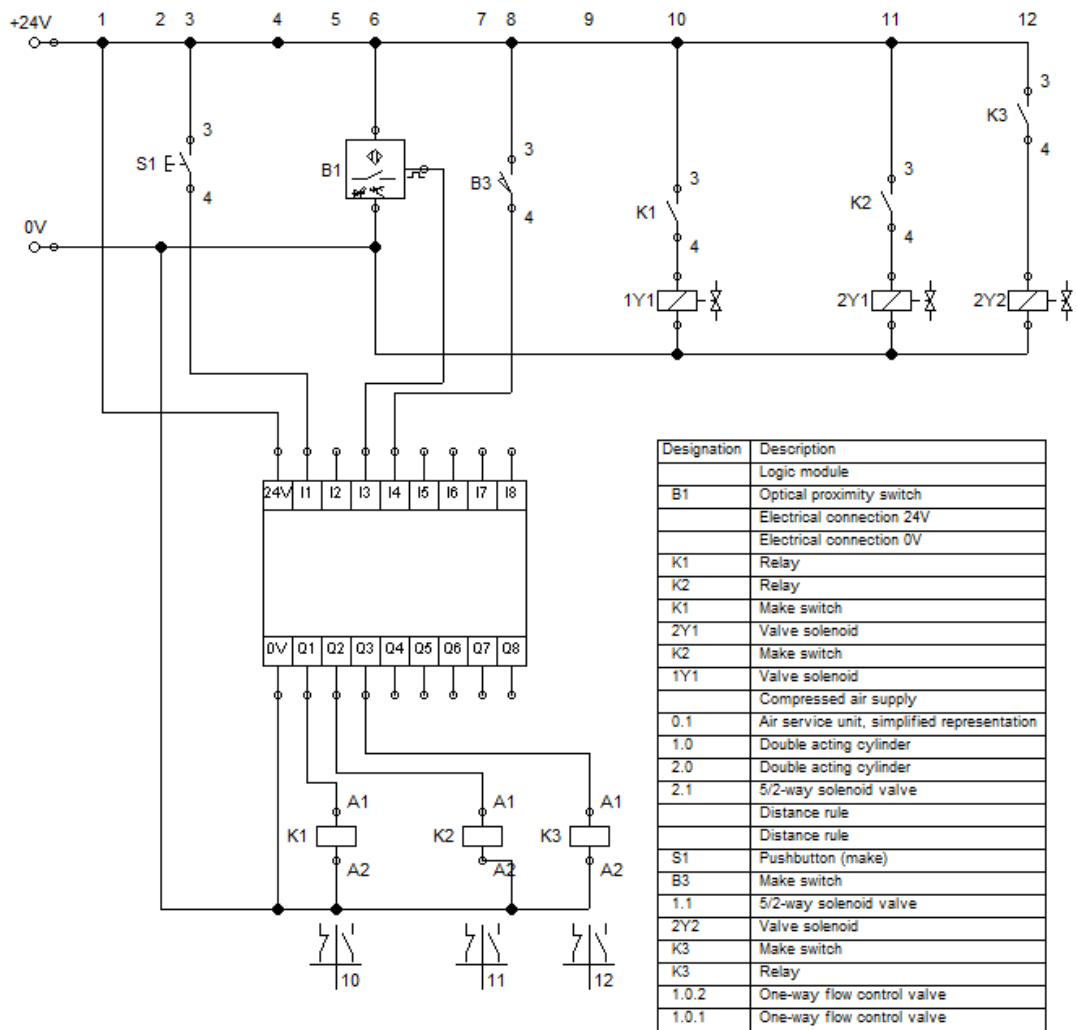 1 2 3 4 5 6 7 8 9 10 11 12
+24V
3
K3
4
3
S1
4
B1
3
B3
4
3
K1
4
3
K2
4
0V
1Y1
2Y1
2Y2
24V I1 I2 I3 I4 I5 I6 I7 I8
0V Q1 Q2 Q3 Q4 Q5 Q6 Q7 Q8
A1 A1 A1
K1 K2 K3
A2 A2 A2
10 11 12
Designation Description
Logic module
B1 Optical proximity switch
Electrical connection 24V
Electrical connection 0V
K1 Relay
K2 Relay
K1 Make switch
2Y1 Valve solenoid
K2 Make switch
1Y1 Valve solenoid
Compressed air supply
0.1 Air service unit, simplified representation
1.0 Double acting cylinder
2.0 Double acting cylinder
2.1 5/2-way solenoid valve
Distance rule
Distance rule
S1 Pushbutton (make)
B3 Make switch
1.1 5/2-way solenoid valve
2Y2 Valve solenoid
K3 Make switch
K3 Relay
1.0.2 One-way flow control valve
1.0.1 One-way flow control valve